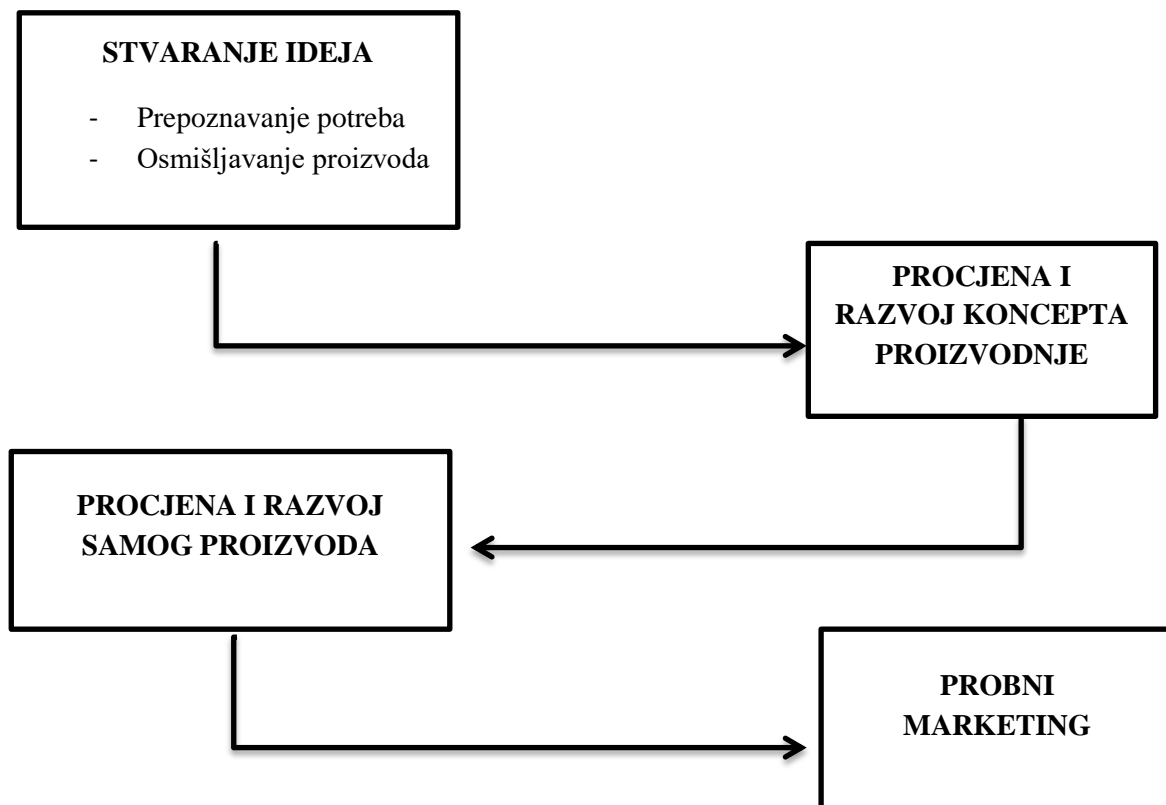 STVARANJE IDEJA
- Prepoznavanje potreba
- Osmišljavanje proizvoda
PROCJENA I
RAZVOJ KONCEPTA
PROIZVODNJE
PROCJENA I RAZVOJ
SAMOG PROIZVODA
PROBNI
MARKETING